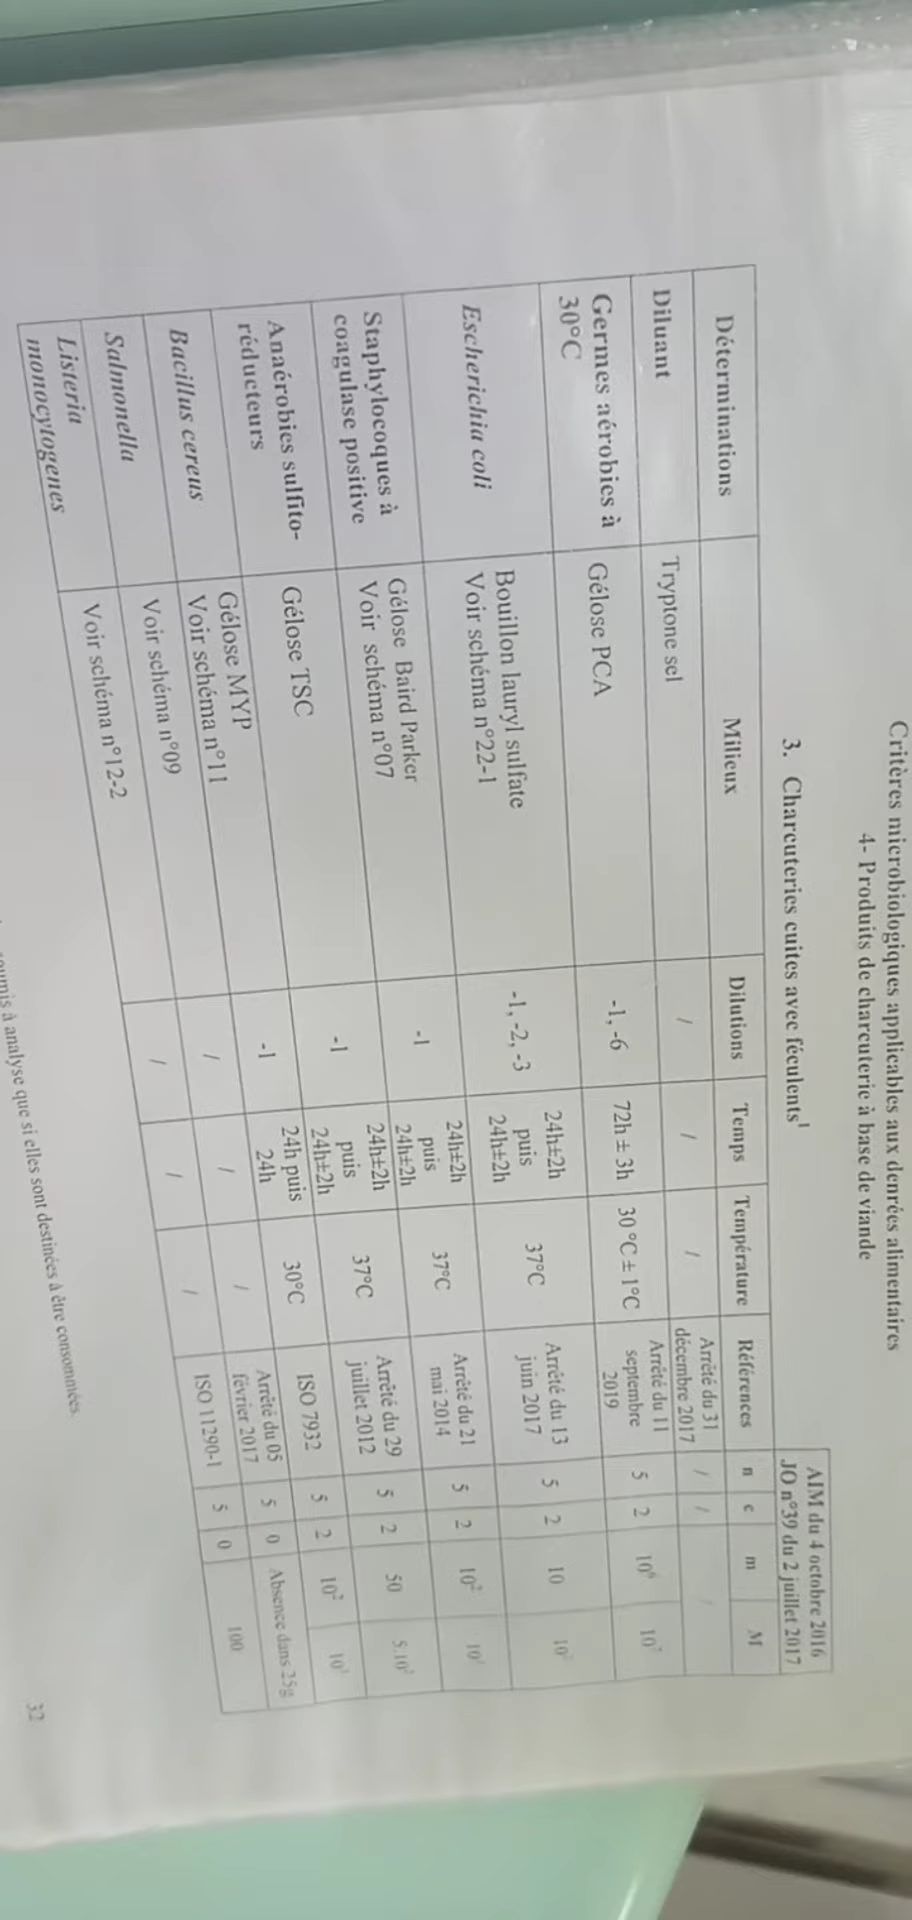 Critères microbiologiques applicables aux denrées alimentaires
4- Produits de charcuterie à base de viande
AIM du 4 octobre 2016
JO n°39 du 2 juillet 2017
3. Charcuteries cuites avec féculents¹
Déterminations Milieux Dilutions Temps Température Références n c m M
Diluant Tryptone sel / / / Arrêté du 31 décembre 2017 / / /
Germes aérobies à 30°C Gélose PCA -1, -6 72h ± 3h 30 °C ± 1°C Arrêté du 11 septembre 2019 5 2 10⁶ 10⁷
Escherichia coli Bouillon lauryl sulfate Voir schéma n°22-1 -1, -2, -3 24h±2h puis 24h±2h 37°C Arrêté du 13 juin 2017 5 2 10
Staphylocoques à coagulase positive Gélose Baird Parker Voir schéma n°07 -1 24h±2h puis 24h±2h 37°C Arrêté du 21 mai 2014 5 2 10²
Anaérobies sulfito-réducteurs Gélose TSC -1 24h±2h puis 24h±2h 37°C Arrêté du 29 juillet 2012 5 2 50
Bacillus cereus Gélose MYP Voir schéma n°11 -1 24h puis 24h 30°C ISO 7932 5 2 10²
Salmonella Voir schéma n°09 / / / Arrêté du 05 février 2017 5 0 Absence dans 25g
Listeria monocytogenes Voir schéma n°12-2 / / / ISO 11290-1 5 0 100
soumis à analyse que si elles sont destinées à être consommées.
32